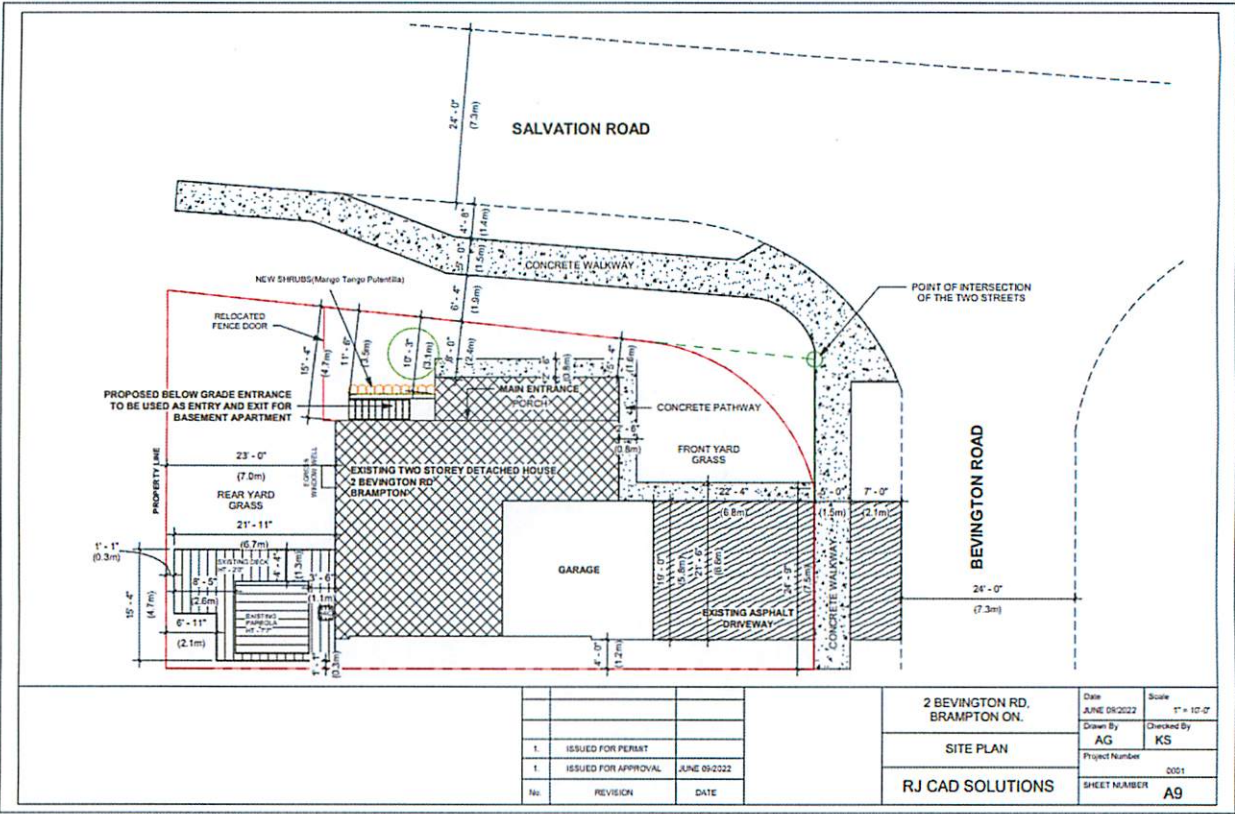 24' - 0"
(7.3m)
SALVATION ROAD
4' - 8"
(1.4m)
5' - 0"
(1.5m)
CONCRETE WALKWAY
6' - 4"
(1.9m)
NEW SHRUBS(Mango Tango Potentilla)
POINT OF INTERSECTION
OF THE TWO STREETS
RELOCATED
FENCE DOOR
15' - 4"
(4.7m)
11' - 6"
(3.5m)
10' - 3"
(3.1m)
8' - 0"
(2.4m)
(0.8m)
5' - 4"
(1.6m)
PROPOSED BELOW GRADE ENTRANCE
TO BE USED AS ENTRY AND EXIT FOR
BASEMENT APARTMENT
MAIN ENTRANCE
PORCH
CONCRETE PATHWAY
(0.8m)
FRONT YARD
GRASS
PROPERTY LINE
23' - 0"
(7.0m)
REAR YARD
GRASS
EGRESS
WINDOW WELL
EXISTING TWO STOREY DETACHED HOUSE
2 BEVINGTON RD
BRAMPTON
22' - 4"
(6.8m)
5' - 0"
(1.5m)
7' - 0"
(2.1m)
BEVINGTON ROAD
21' - 11"
(6.7m)
1' - 1"
(0.3m)
EXISTING DECK
4' - 4"
(1.3m)
8' - 5"
(2.6m)
3' - 6"
(1.1m)
15' - 4"
(4.7m)
6' - 11"
(2.1m)
EXISTING
1' - 1"
(0.3m)
GARAGE
19' - 0"
(5.8m)
21' - 6"
(6.6m)
24' - 9"
(7.5m)
EXISTING ASPHALT
DRIVEWAY
CONCRETE WALKWAY
24' - 0"
(7.3m)
4' - 0"
(1.2m)
1. ISSUED FOR PERMIT
1. ISSUED FOR APPROVAL JUNE 09/2022
No. REVISION DATE
2 BEVINGTON RD,
BRAMPTON ON.
SITE PLAN
RJ CAD SOLUTIONS
Date
JUNE 09/2022
Scale
1" = 10'-0"
Drawn By
AG
Checked By
KS
Project Number
0001
SHEET NUMBER
A9